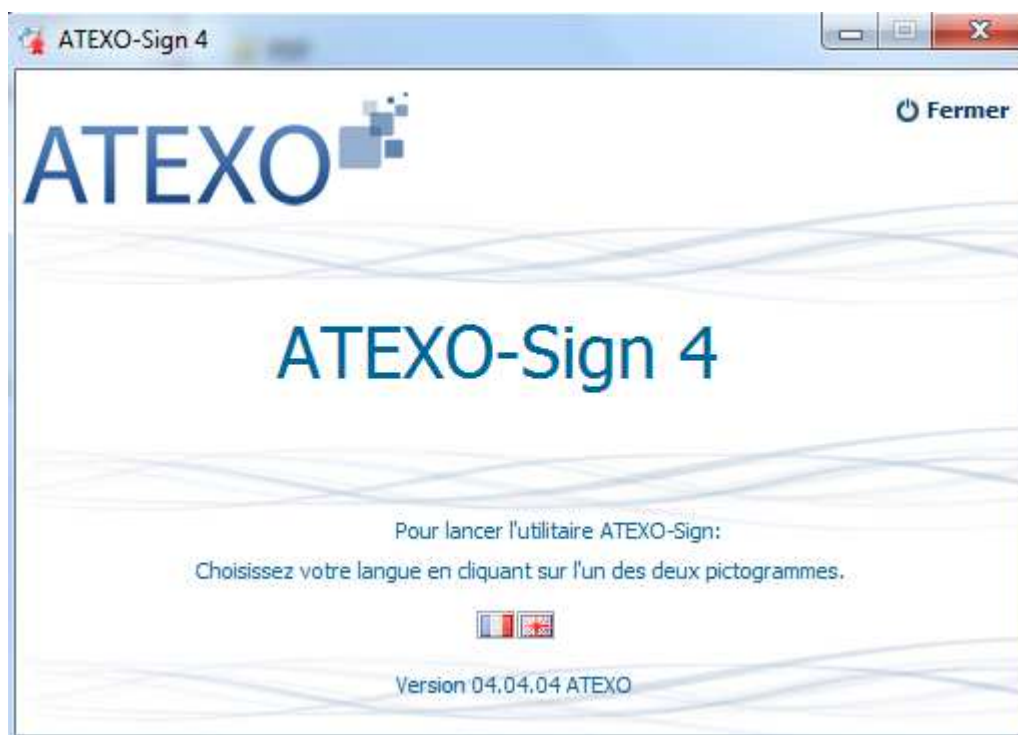 ATEXO-Sign 4
Fermer
ATEXO
ATEXO-Sign 4
Pour lancer l'utilitaire ATEXO-Sign:
Choisissez votre langue en cliquant sur l'un des deux pictogrammes.
Version 04.04.04 ATEXO